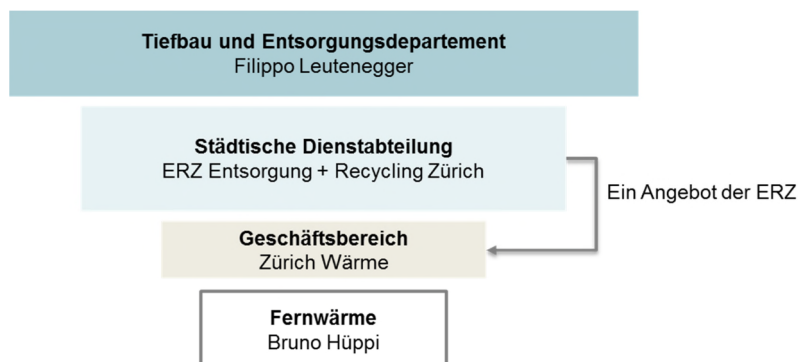 Tiefbau und Entsorgungsdepartement
Filippo Leutenegger
Städtische Dienstabteilung
ERZ Entsorgung + Recycling Zürich
Ein Angebot der ERZ
Geschäftsbereich
Zürich Wärme
Fernwärme
Bruno Hüppi